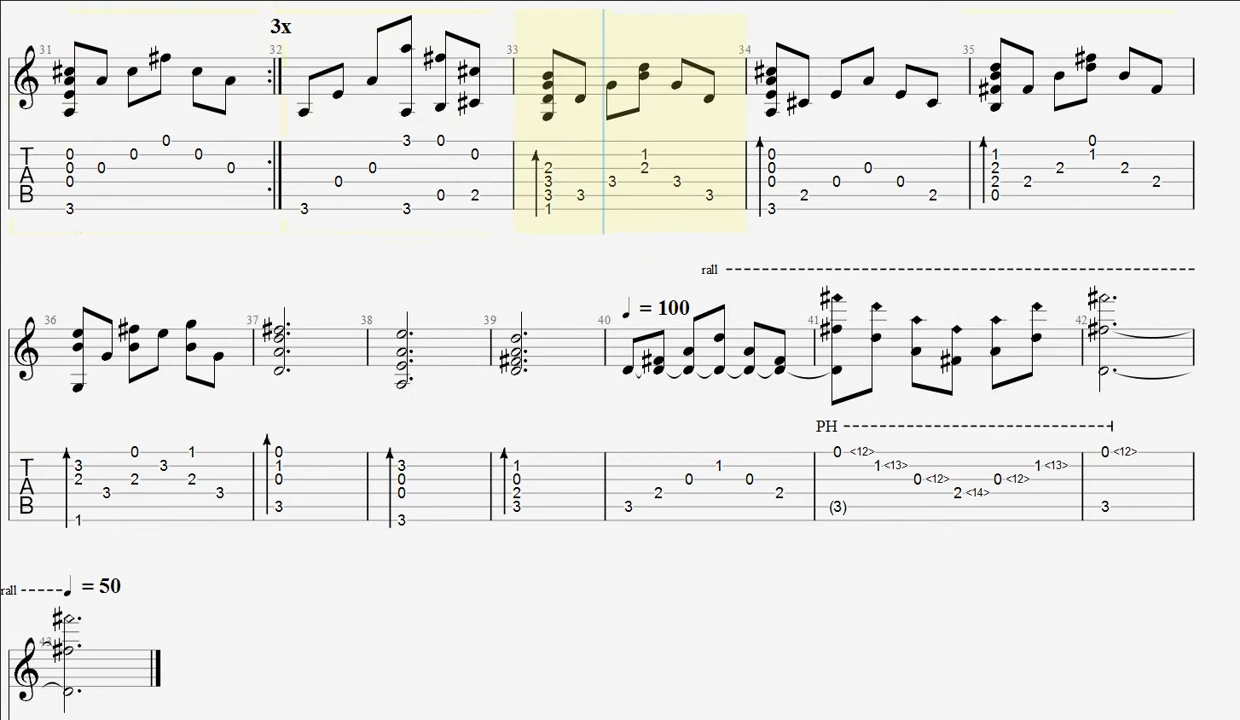 3x
31 32 33 34 35
0 3 0 0
T 0 0 0 0 1 0 1 1
0 0 0 0 2 2 0 0 2 2 2
A 0 0 3 3 3 0 0 0 2 2 2
B 0 2 3 3 3 2 2 0
3 3 3 1 3
rall
= 100
36 37 38 39 40 41 42
PH
0 1 0 0 <12> 0 <12>
T 3 3 1 3 1 1 1 <13> 1 <13>
2 2 2 0 0 0 0 0 0 <12> 0 <12>
A 3 3 0 2 2 2 2 <14>
B 3 3 3 (3) 3
1 3
rall = 50
43